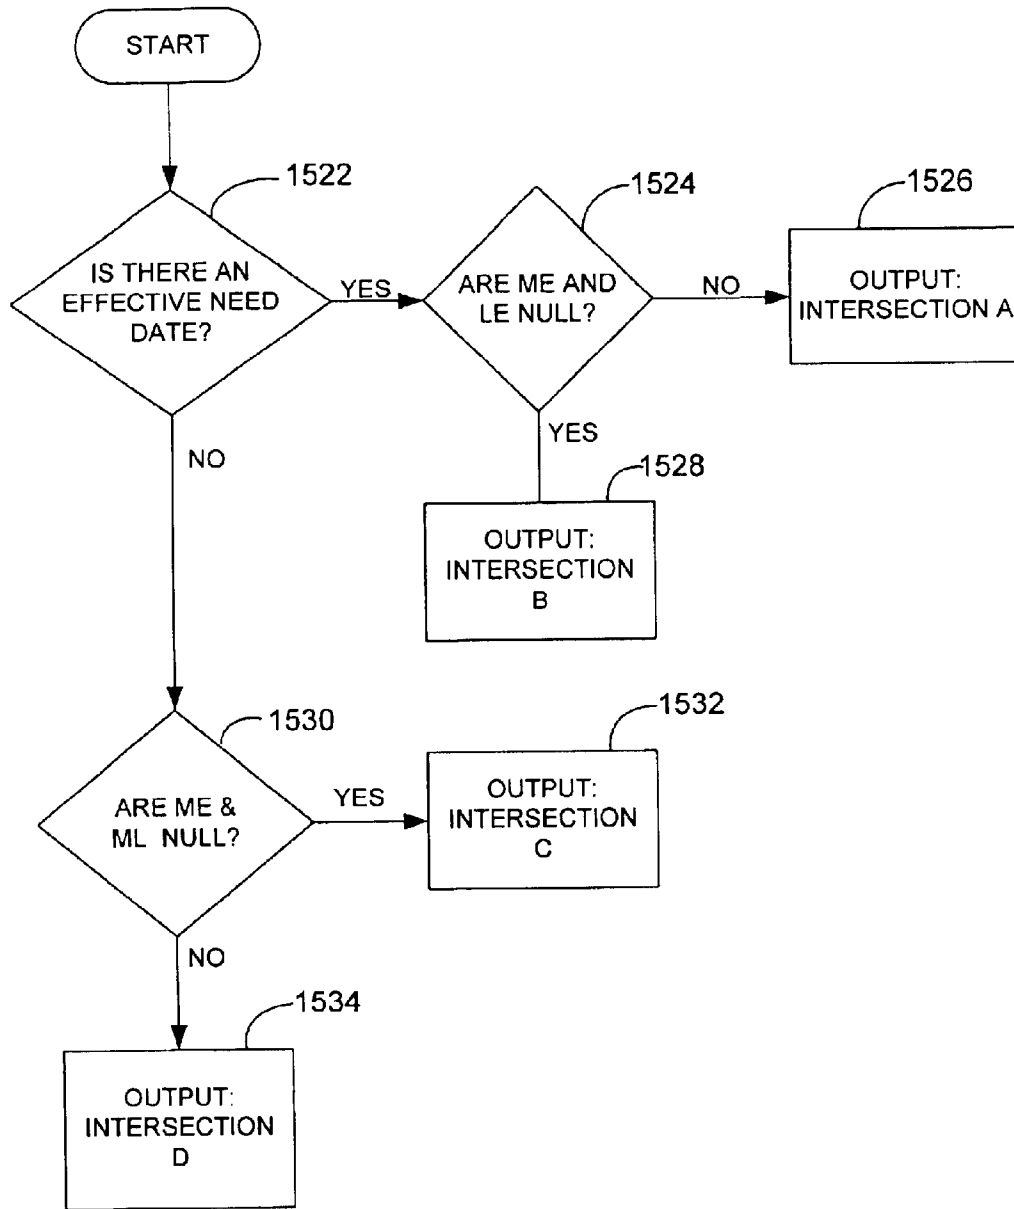 START
1522
IS THERE AN
EFFECTIVE NEED
DATE?
YES
1524
ARE ME AND
LE NULL?
NO
1526
OUTPUT:
INTERSECTION A
YES
1528
OUTPUT:
INTERSECTION
B
NO
1530
ARE ME &
ML NULL?
YES
1532
OUTPUT:
INTERSECTION
C
NO
1534
OUTPUT:
INTERSECTION
D